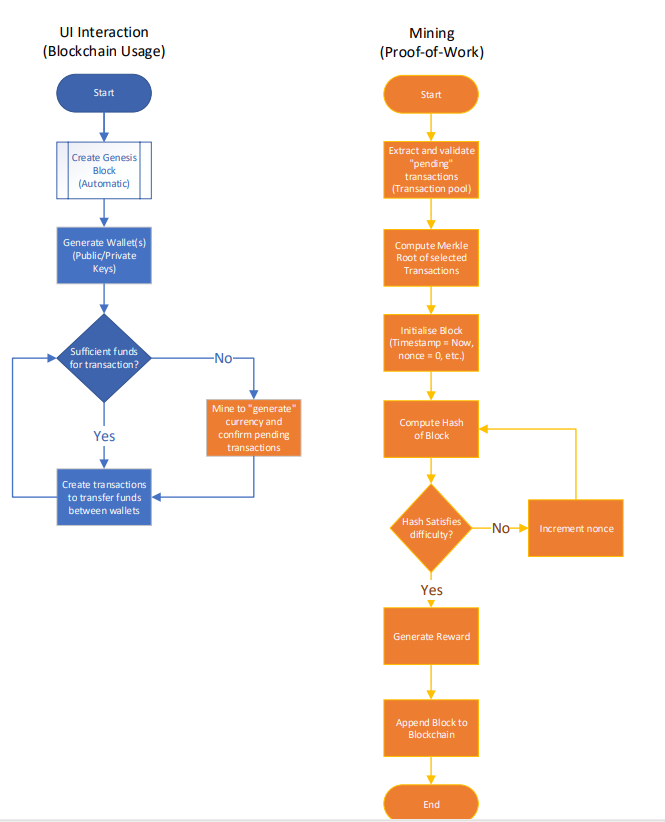 UI Interaction
(Blockchain Usage)
Start
Create Genesis
Block
(Automatic)
Generate Wallet(s)
(Public/Private
Keys)
Sufficient funds
for transaction?
No
Mine to "generate"
currency and
confirm pending
transactions
Yes
Create transactions
to transfer funds
between wallets
Mining
(Proof-of-Work)
Start
Extract and validate
"pending"
transactions
(Transaction pool)
Compute Merkle
Root of selected
Transactions
Initialise Block
(Timestamp = Now,
nonce = 0, etc.)
Compute Hash
of Block
Hash Satisfies
difficulty?
No
Increment nonce
Yes
Generate Reward
Append Block to
Blockchain
End